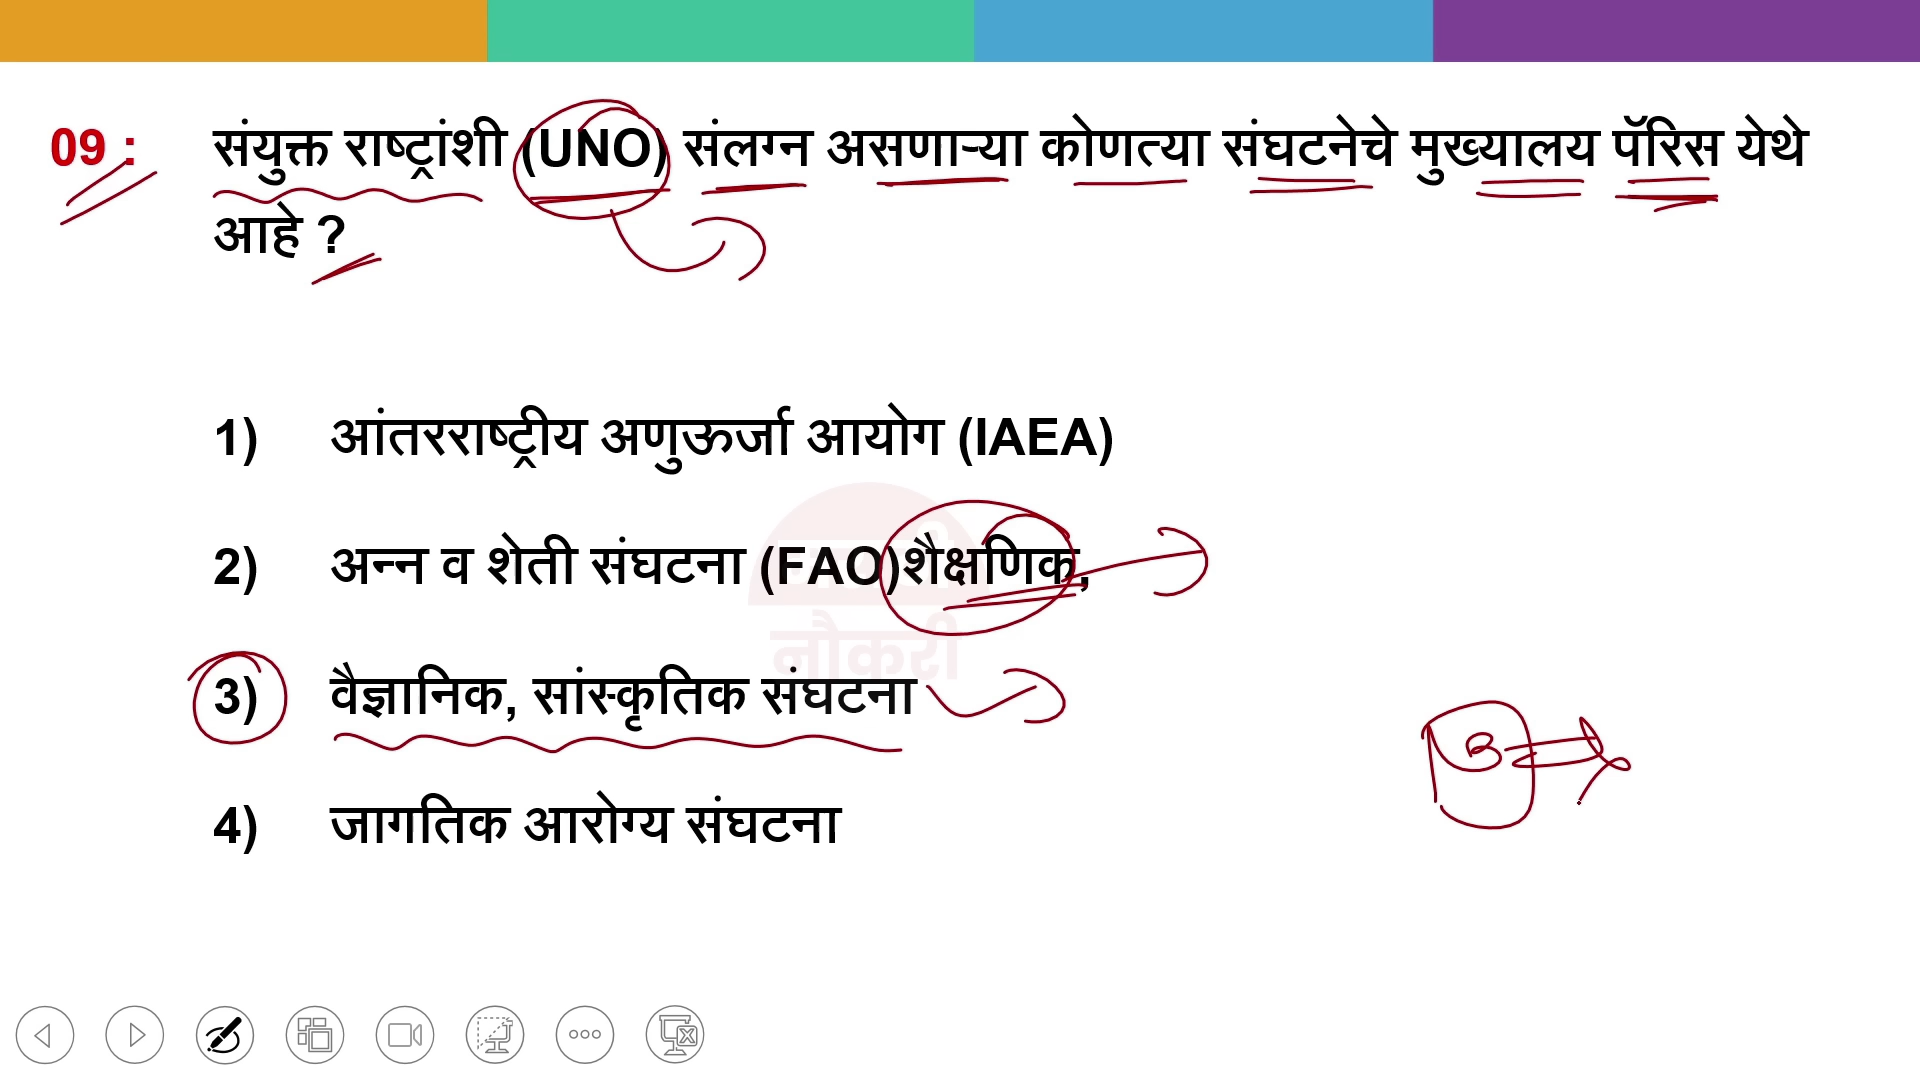 09 : संयुक्त राष्ट्रांशी (UNO) संलग्न असणाऱ्या कोणत्या संघटनेचे मुख्यालय पॅरिस येथे
आहे ?
1) आंतरराष्ट्रीय अणुऊर्जा आयोग (IAEA)
2) अन्न व शेती संघटना (FAO)शैक्षणिक,
नौकरी
3) वैज्ञानिक, सांस्कृतिक संघटना
4) जागतिक आरोग्य संघटना